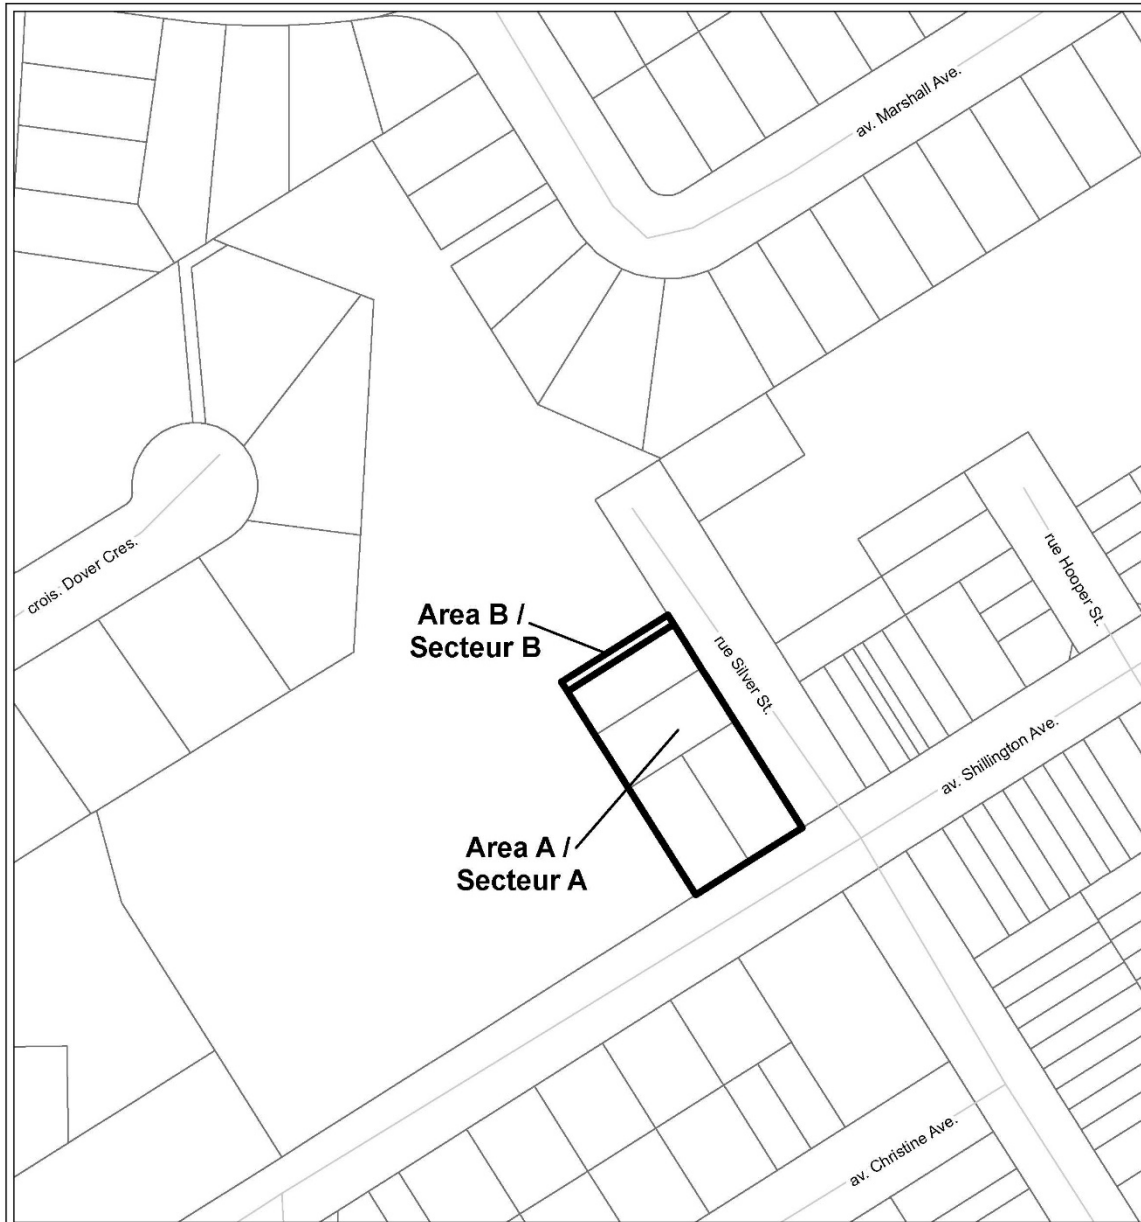 av. Marshall Ave.
crois. Dover Cres.
rue Hooper St.
Area B /
Secteur B
rue Silver St.
av. Shillington Ave.
Area A /
Secteur A
av. Christine Ave.